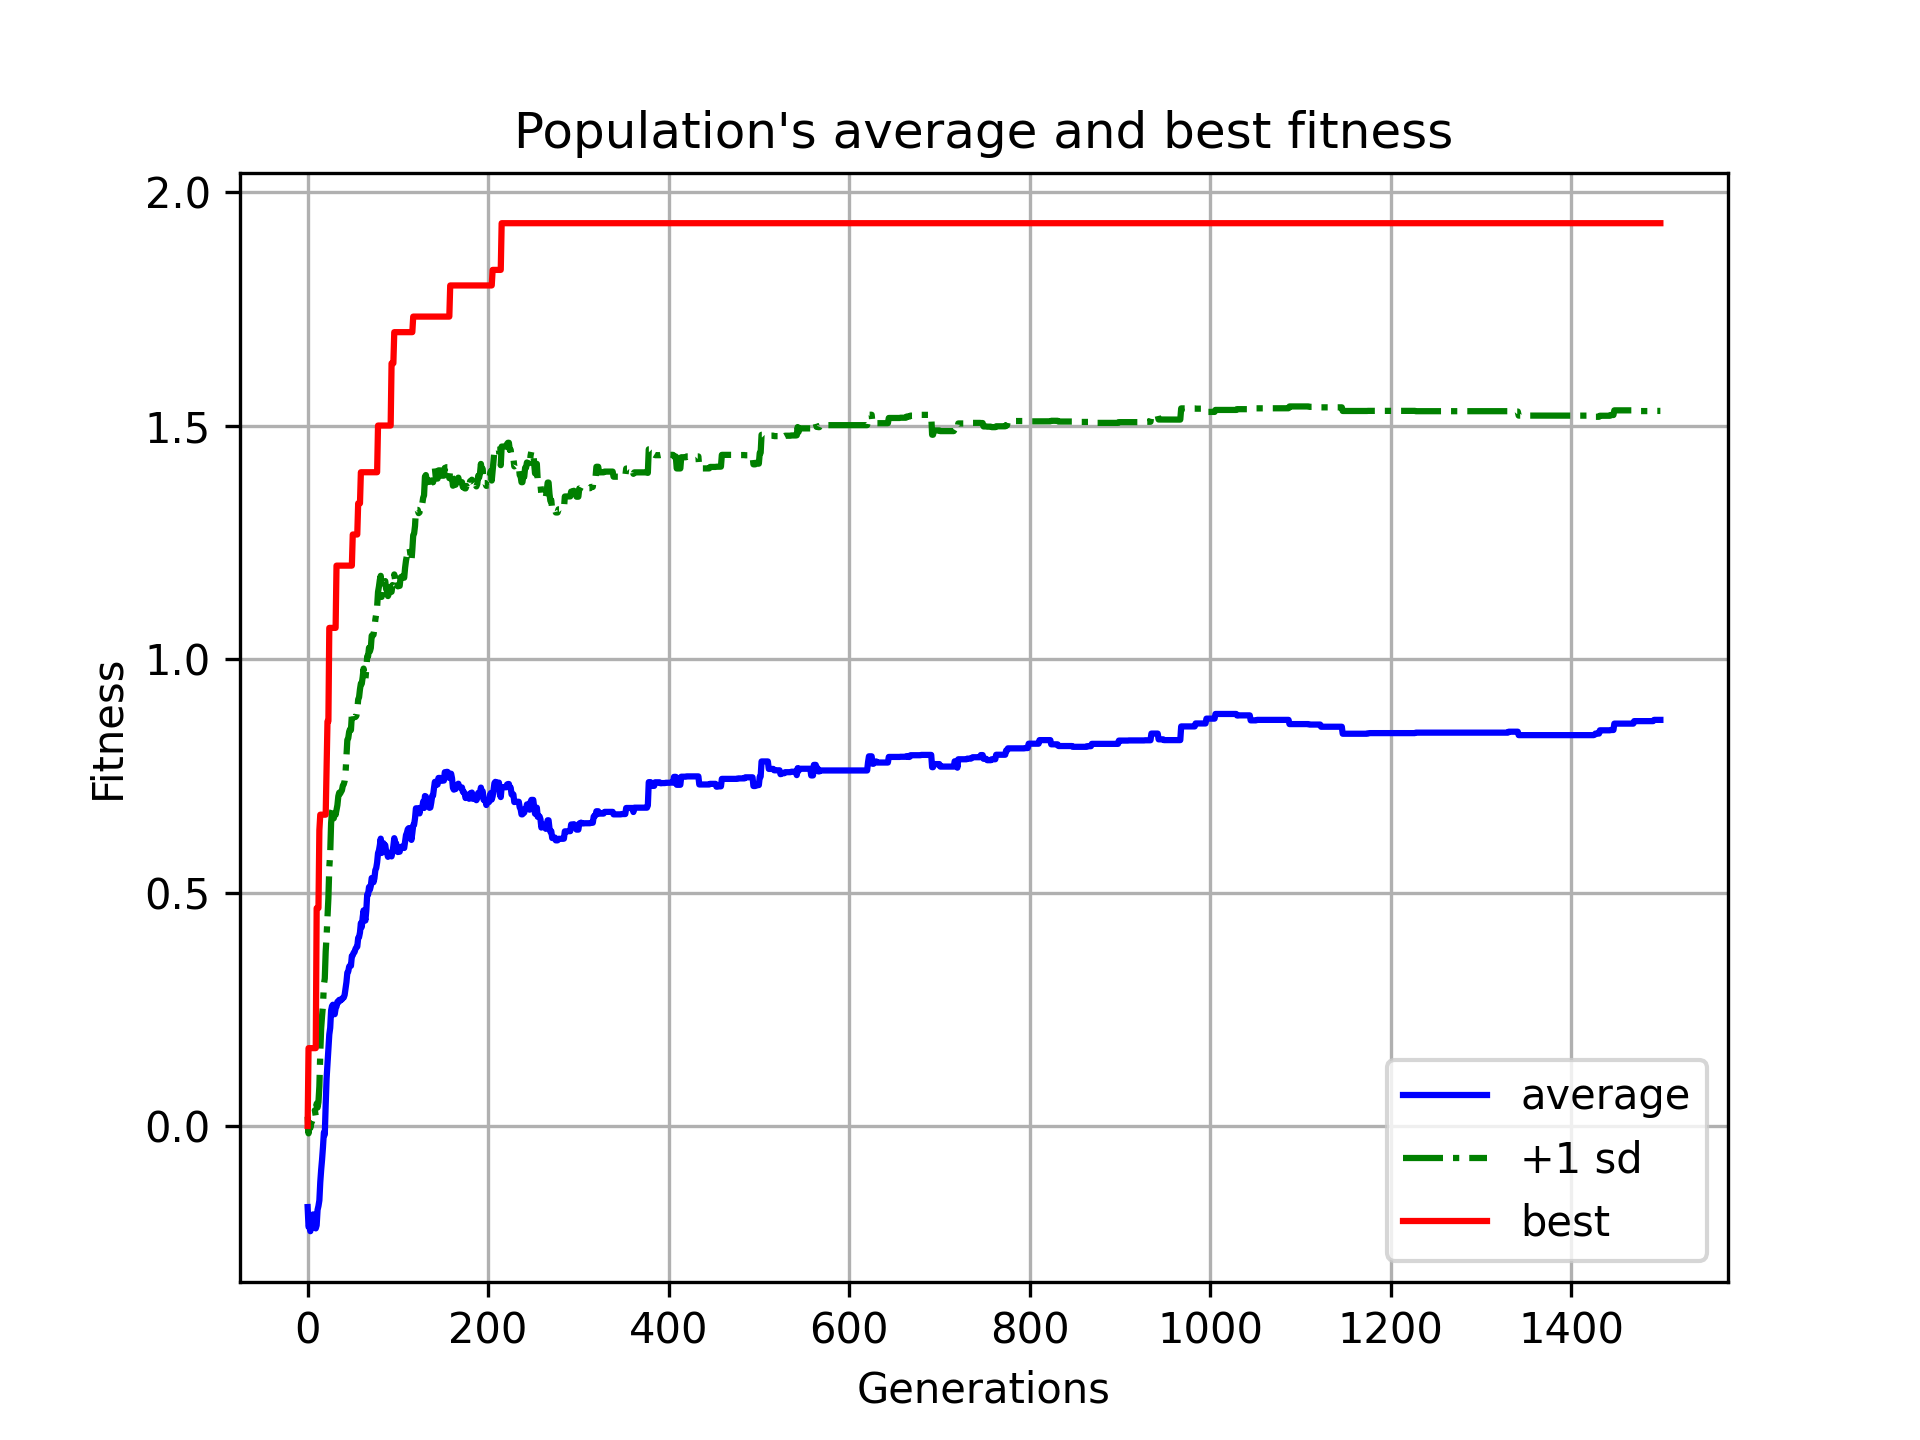 Population's average and best fitness
2.0
1.5
1.0
0.5
0.0
Fitness
0
200
400
600
800
1000
1200
1400
Generations
average
+1 sd
best